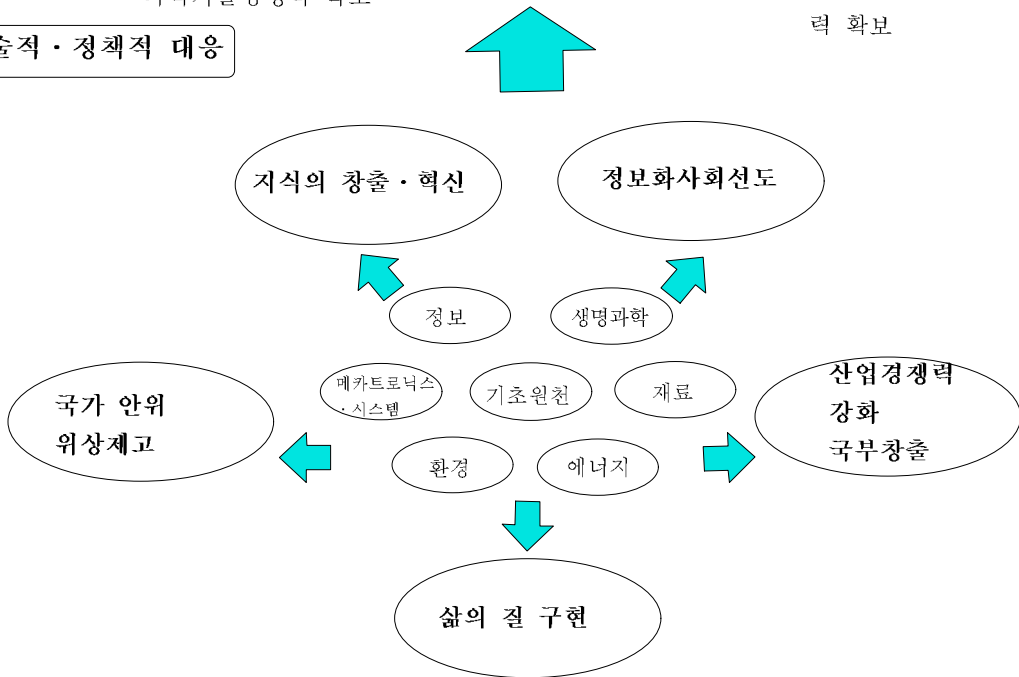 력 확보
술적·정책적 대응
지식의 창출·혁신
정보화사회선도
정보
생명과학
메카트로닉스
·시스템
기초원천
재료
국가 안위
위상제고
산업경쟁력
강화
국부창출
환경
에너지
삶의 질 구현